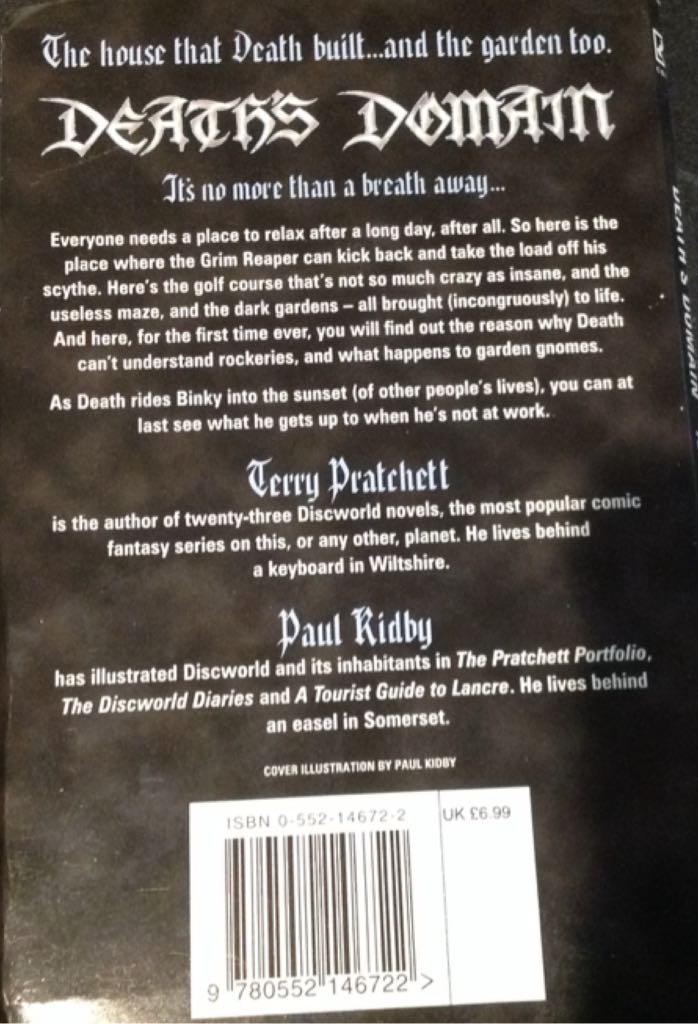 The house that Death built...and the garden too.
DEATH'S DOMAIN
It's no more than a breath away...
Everyone needs a place to relax after a long day, after all. So here is the
place where the Grim Reaper can kick back and take the load off his
scythe. Here's the golf course that's not so much crazy as insane, and the
useless maze, and the dark gardens – all brought (incongruously) to life.
And here, for the first time ever, you will find out the reason why Death
can't understand rockeries, and what happens to garden gnomes.
As Death rides Binky into the sunset (of other people's lives), you can at
last see what he gets up to when he's not at work.
Terry Pratchett
is the author of twenty-three Discworld novels, the most popular comic
fantasy series on this, or any other, planet. He lives behind
a keyboard in Wiltshire.
Paul Kidby
has illustrated Discworld and its inhabitants in The Pratchett Portfolio,
The Discworld Diaries and A Tourist Guide to Lancre. He lives behind
an easel in Somerset.
COVER ILLUSTRATION BY PAUL KIDBY
ISBN 0-552-14672-2
UK £6.99
9 780552 146722 >
DEATH'S DOMAIN